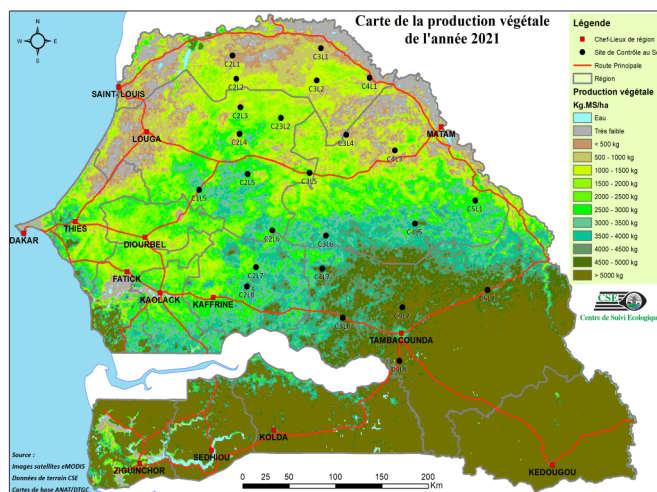 Carte de la production végétale
de l'année 2021
N
W
E
S
Légende
Chef-Lieux de région
Site de Contrôle au So
Route Principale
Région
Production végétale
Kg.MS/ha
Eau
Très faible
< 500 kg
500 - 1000 kg
1000 - 1500 kg
1500 - 2000 kg
2000 - 2500 kg
2500 - 3000 kg
3000 - 3500 kg
3500 - 4000 kg
4000 - 4500 kg
4500 - 5000 kg
> 5000 kg
CSE
Centre de Suivi Ecologique
C2L1
C3L1
C2L2
C3L2
C4L1
SAINT-LOUIS
C2L3
C23L2
LOUGA
C2L4
C3L4
MATAM
C2L5
C3L5
C1L5
C5L1
THIES
DAKAR
DIOURBEL
C2L6
C3L6
FATICK
C2L7
KAOLACK
C2L8
KAFFRINE
TAMBACOUNDA
KOLDA
SEDHIOU
ZIGUINCHOR
KEDOUGOU
Source :
Images satellites eMODIS
Données de terrain CSE
Cartes de base ANAT/DTGC
0 25 50 100 150 200
Km